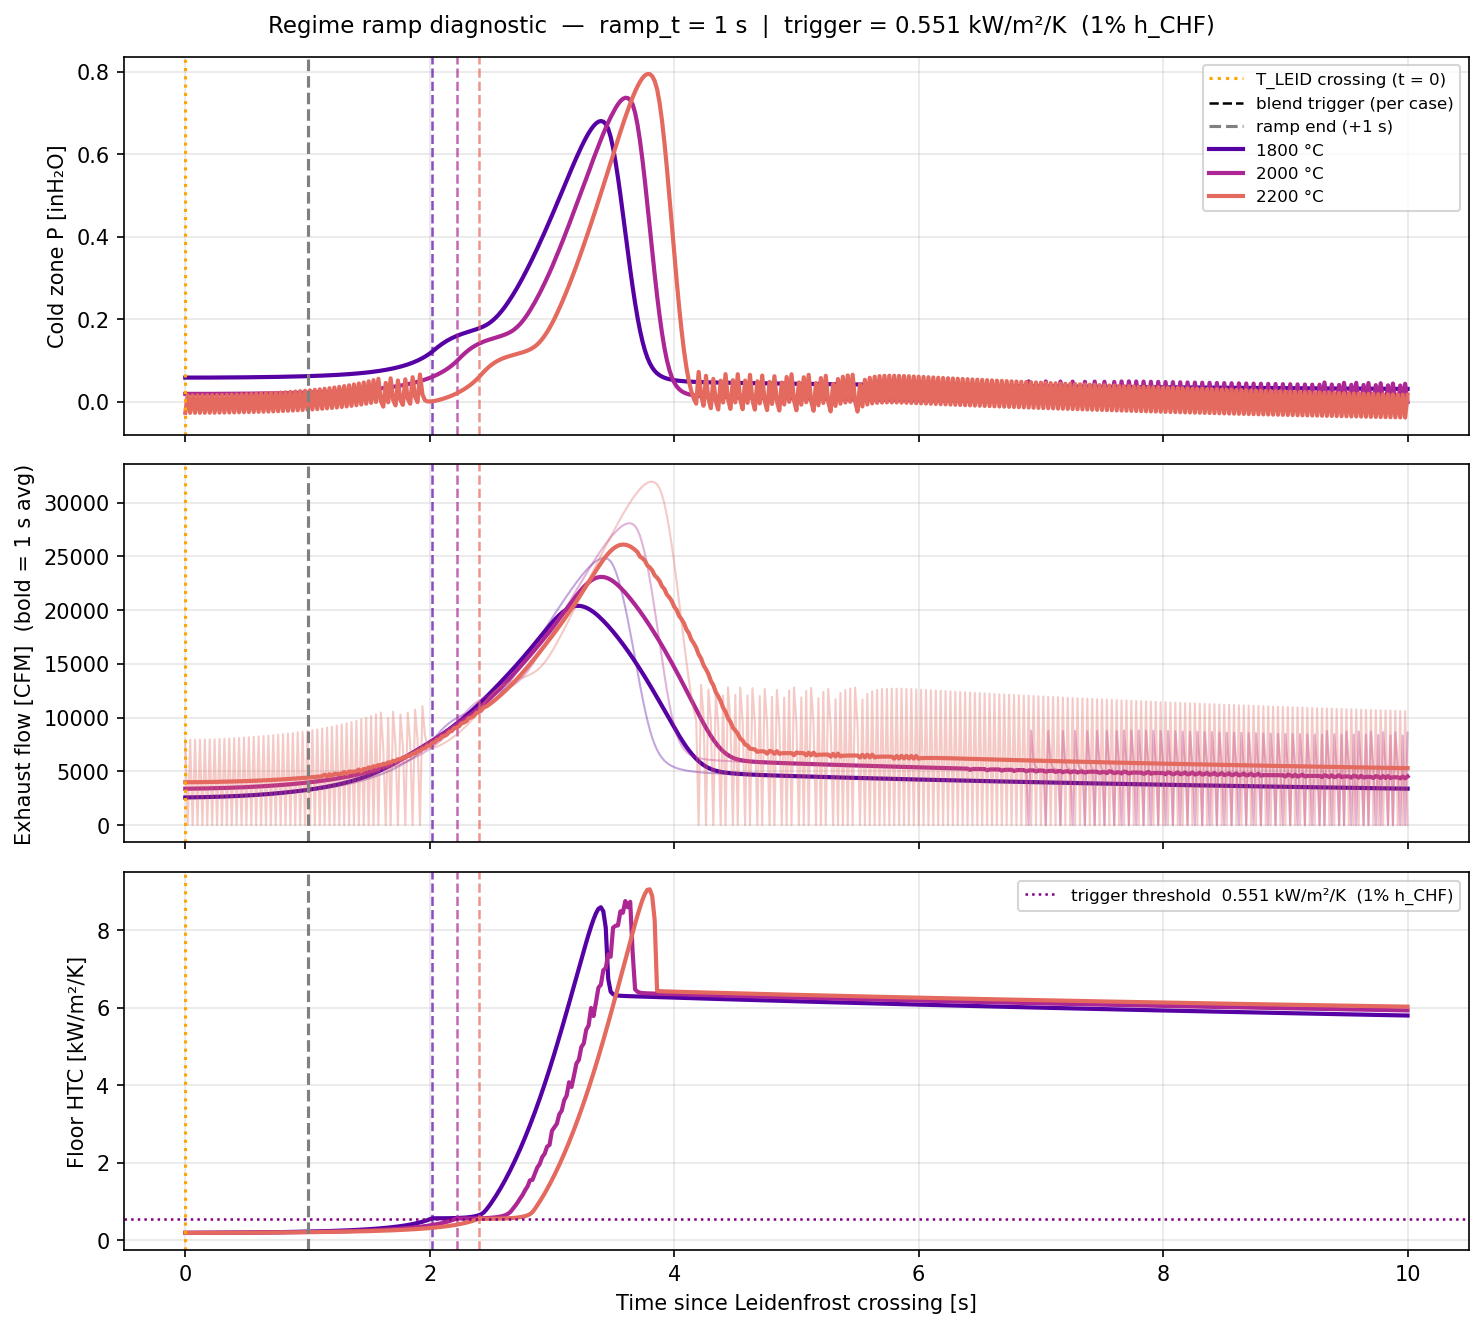 Regime ramp diagnostic — ramp_t = 1 s | trigger = 0.551 kW/m²/K (1% h_CHF)
Cold zone P [inH₂O]
0.8
0.6
0.4
0.2
0.0
T_LEID crossing (t = 0)
blend trigger (per case)
ramp end (+1 s)
1800 °C
2000 °C
2200 °C
Exhaust flow [CFM] (bold = 1 s avg)
30000
25000
20000
15000
10000
5000
0
Floor HTC [kW/m²/K]
8
6
4
2
0
trigger threshold 0.551 kW/m²/K (1% h_CHF)
0 2 4 6 8 10
Time since Leidenfrost crossing [s]